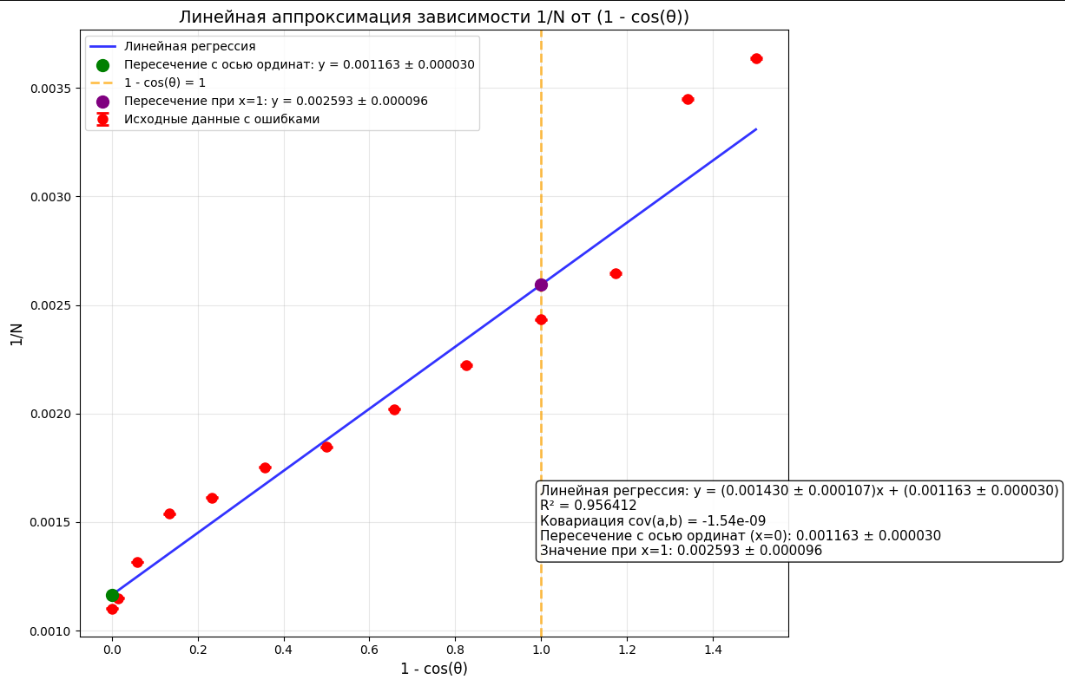 Линейная аппроксимация зависимости 1/N от (1 - cos(θ))
Линейная регрессия
Пересечение с осью ординат: y = 0.001163 ± 0.000030
1 - cos(θ) = 1
Пересечение при x=1: y = 0.002593 ± 0.000096
Исходные данные с ошибками
0.0035
0.0030
0.0025
0.0020
0.0015
0.0010
1/N
Линейная регрессия: y = (0.001430 ± 0.000107)x + (0.001163 ± 0.000030)
R² = 0.956412
Ковариация cov(a,b) = -1.54e-09
Пересечение с осью ординат (x=0): 0.001163 ± 0.000030
Значение при x=1: 0.002593 ± 0.000096
0.0 0.2 0.4 0.6 0.8 1.0 1.2 1.4
1 - cos(θ)